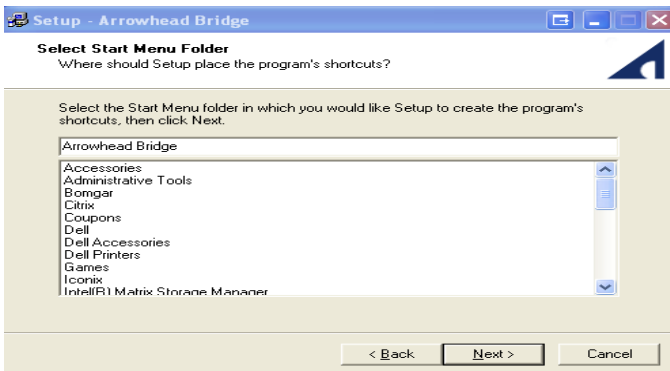 Setup - Arrowhead Bridge
Select Start Menu Folder
Where should Setup place the program's shortcuts?
Select the Start Menu folder in which you would like Setup to create the program's
shortcuts, then click Next.
Arrowhead Bridge
Accessories
Administrative Tools
Bomgar
Citrix
Coupons
Dell
Dell Accessories
Dell Printers
Games
Iconix
Intel(R) Matrix Storage Manager
< Back Next > Cancel